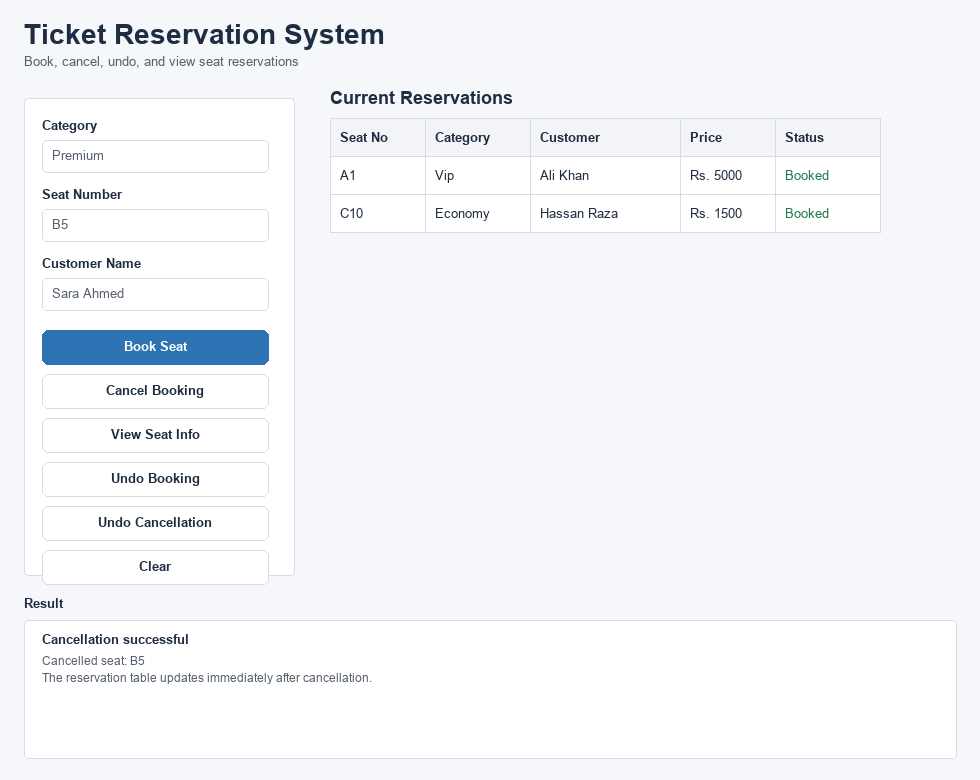 Ticket Reservation System
Book, cancel, undo, and view seat reservations
Category
Premium
Seat Number
B5
Customer Name
Sara Ahmed
Book Seat
Cancel Booking
View Seat Info
Undo Booking
Undo Cancellation
Clear
Current Reservations
Seat No Category Customer Price Status
A1 Vip Ali Khan Rs. 5000 Booked
C10 Economy Hassan Raza Rs. 1500 Booked
Result
Cancellation successful
Cancelled seat: B5
The reservation table updates immediately after cancellation.